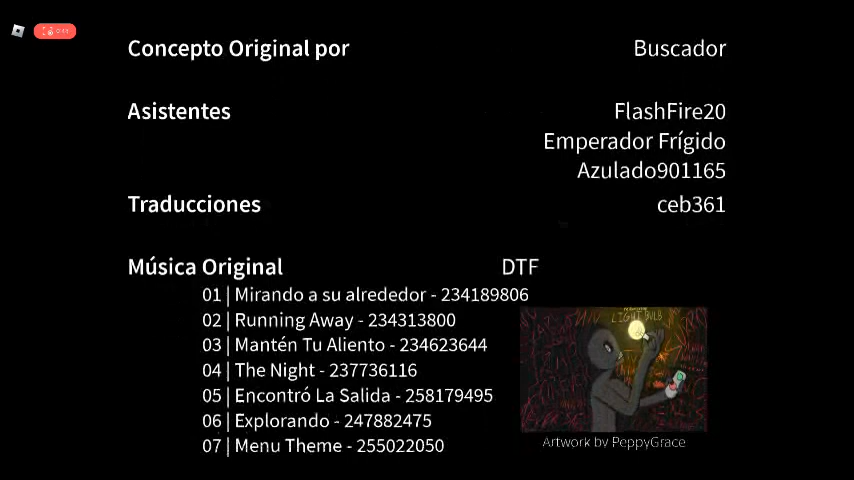 Concepto Original por Buscador
Asistentes FlashFire20
Emperador Frígido
Azulado901165
Traducciones ceb361
Música Original DTF
01 | Mirando a su alrededor - 234189806
02 | Running Away - 234313800
03 | Mantén Tu Aliento - 234623644
04 | The Night - 237736116
05 | Encontró La Salida - 258179495
06 | Explorando - 247882475
07 | Menu Theme - 255022050
LIGHT BULB
Artwork by PeppyGrace